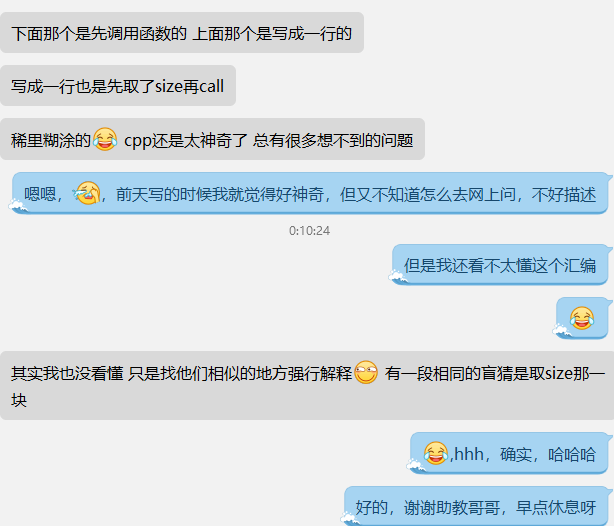 下面那个是先调用函数的 上面那个是写成一行的
写成一行也是先取了size再call
稀里糊涂的 cpp还是太神奇了 总有很多想不到的问题
嗯嗯，，前天写的时候我就觉得好神奇，但又不知道怎么去网上问，不好描述
0:10:24
但是我还看不太懂这个汇编
其实我也没看懂 只是找他们相似的地方强行解释 有一段相同的盲猜是取size那一
块
,hhh，确实，哈哈哈
好的，谢谢助教哥哥，早点休息呀